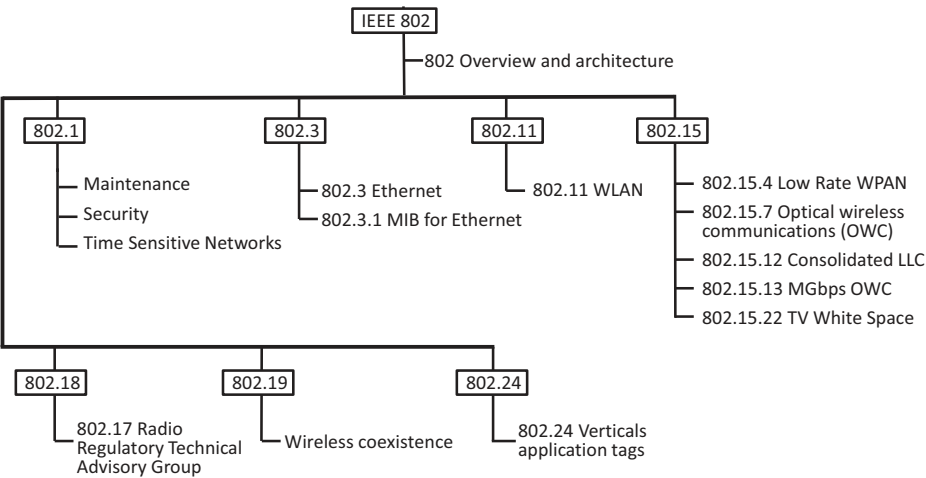 IEEE 802
802 Overview and architecture
802.1
802.3
802.11
802.15
Maintenance
Security
Time Sensitive Networks
802.3 Ethernet
802.3.1 MIB for Ethernet
802.11 WLAN
802.15.4 Low Rate WPAN
802.15.7 Optical wireless
communications (OWC)
802.15.12 Consolidated LLC
802.15.13 MGbps OWC
802.15.22 TV White Space
802.18
802.19
802.24
802.17 Radio
Regulatory Technical
Advisory Group
Wireless coexistence
802.24 Verticals
application tags